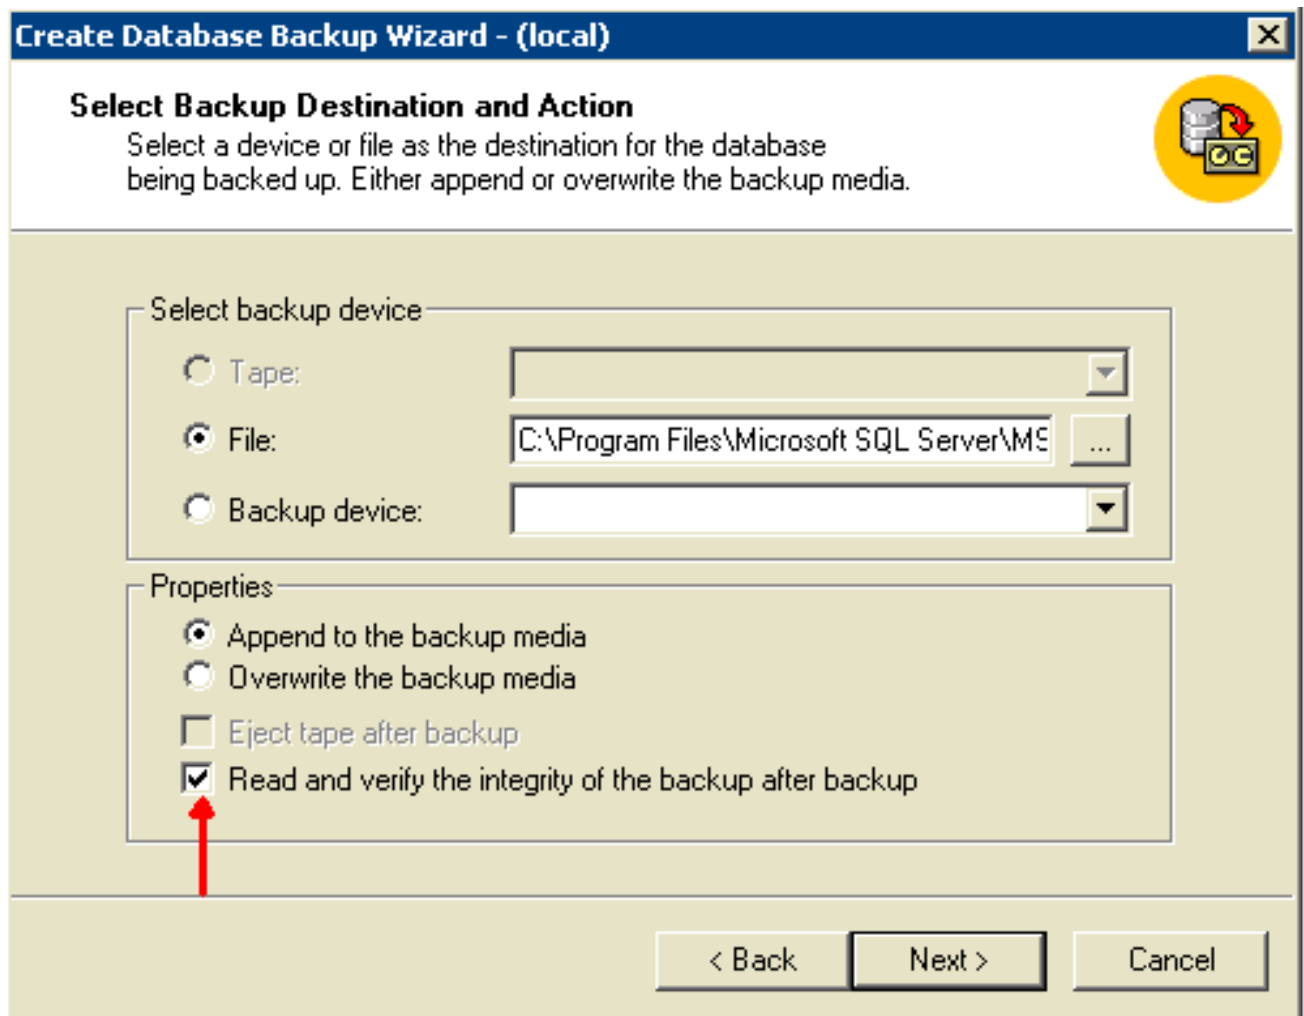 Create Database Backup Wizard - (local)
Select Backup Destination and Action
Select a device or file as the destination for the database
being backed up. Either append or overwrite the backup media.
Select backup device
Tape:
File:
C:\Program Files\Microsoft SQL Server\MS
...
Backup device:
Properties
Append to the backup media
Overwrite the backup media
Eject tape after backup
Read and verify the integrity of the backup after backup
< Back
Next >
Cancel